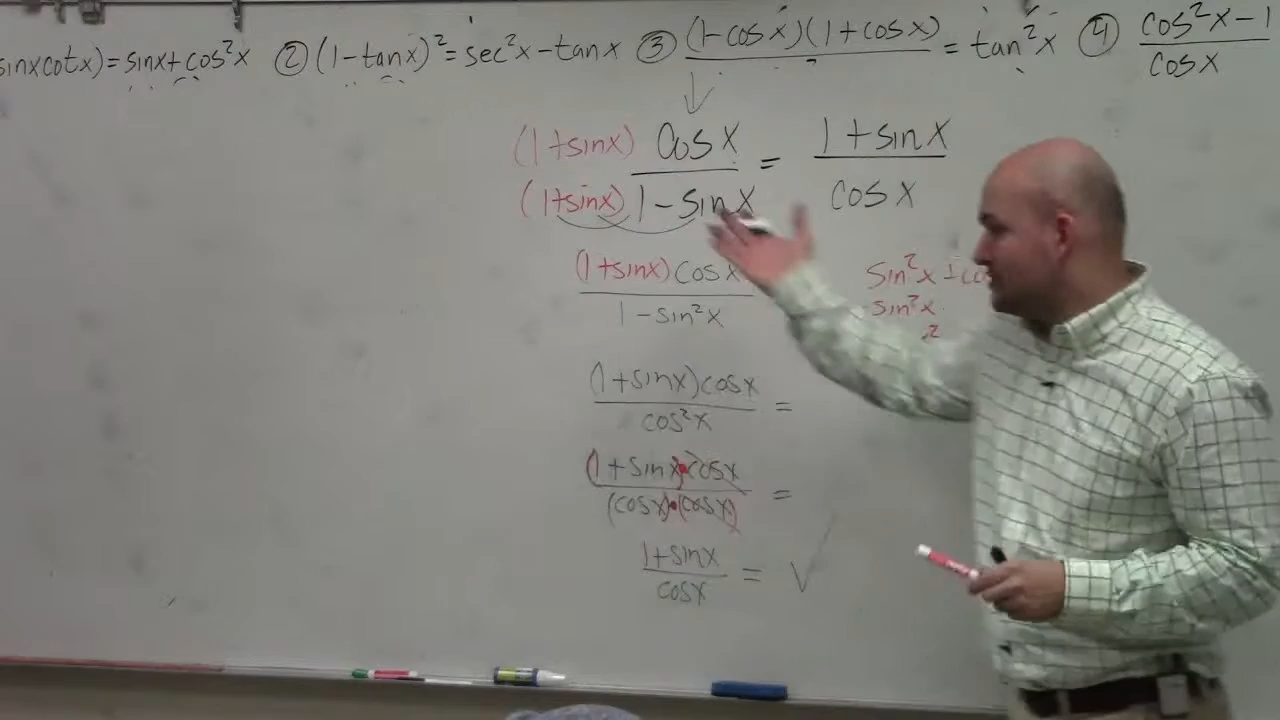 sinxcotx)=sinx+cos²x ② (1-tanx)²=sec²x-tanx ③ (1-cosx)(1+cosx)/ = tan²x ④ cos²x-1/cosx
(1+sinx) cosx / (1+sinx) 1-sinx = 1+sinx / cosx
(1+sinx)cosx / 1-sin²x
sin²x+co
sin²x
2
(1+sinx)cosx / cos²x =
(1+sinx)•cosx / (cosx)•(cosx) =
1+sinx / cosx = √